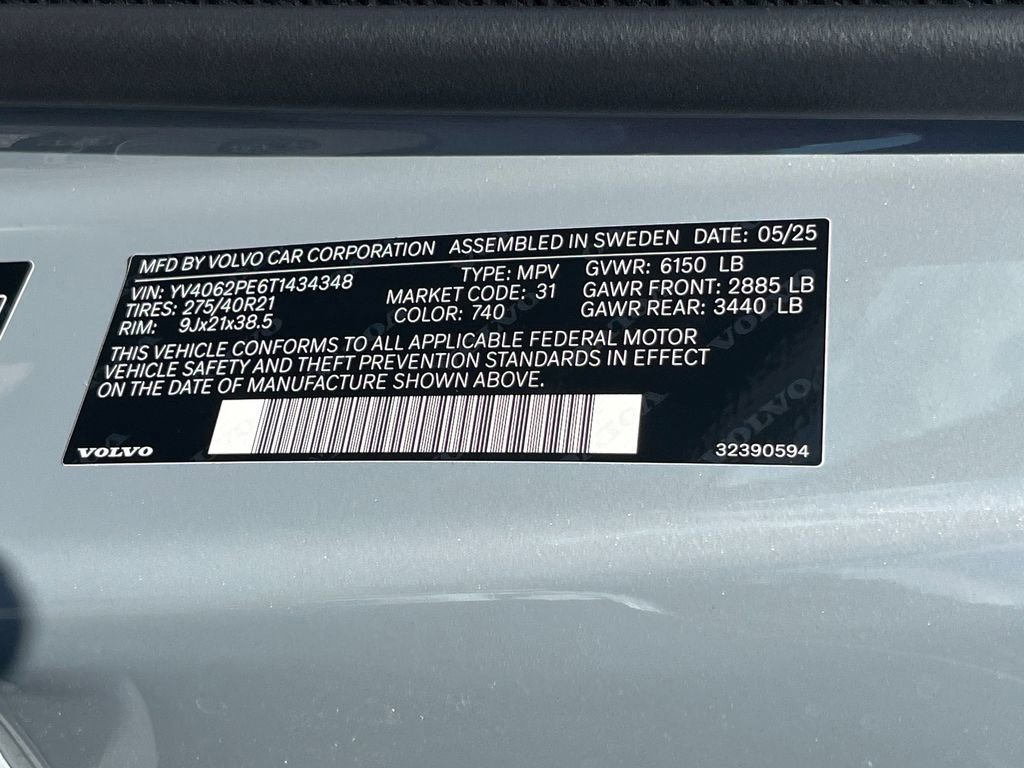 MFD BY VOLVO CAR CORPORATION ASSEMBLED IN SWEDEN DATE: 05/25
VIN: YV4062PE6T1434348 TYPE: MPV GVWR: 6150 LB
TIRES: 275/40R21 MARKET CODE: 31 GAWR FRONT: 2885 LB
RIM: 9Jx21x38.5 COLOR: 740 GAWR REAR: 3440 LB
THIS VEHICLE CONFORMS TO ALL APPLICABLE FEDERAL MOTOR
VEHICLE SAFETY AND THEFT PREVENTION STANDARDS IN EFFECT
ON THE DATE OF MANUFACTURE SHOWN ABOVE.
VOLVO 32390594